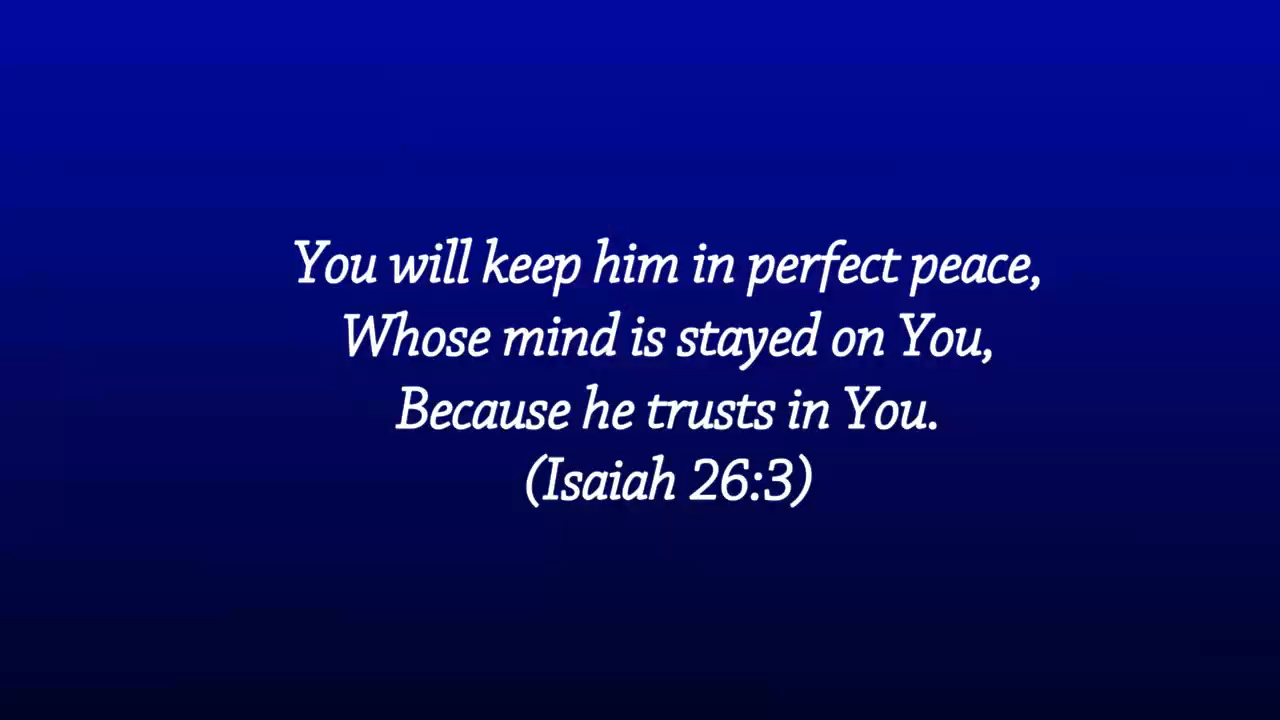 You will keep him in perfect peace,
Whose mind is stayed on You,
Because he trusts in You.
(Isaiah 26:3)